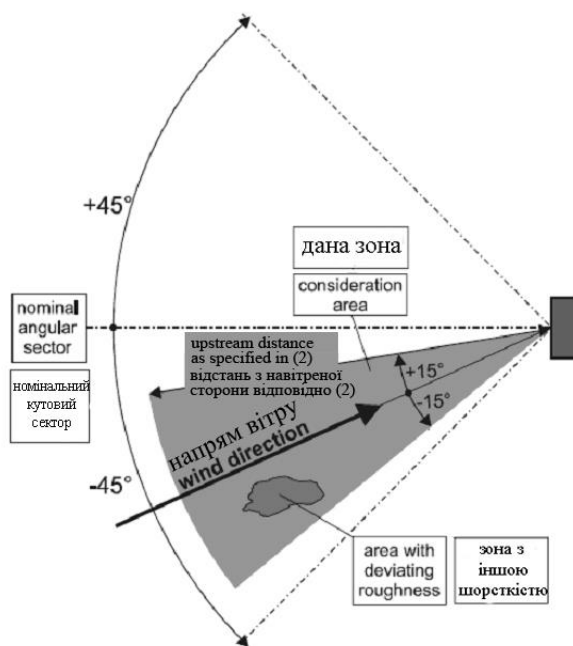 +45°
дана зона
consideration
area
nominal
angular
sector
номінальний
кутовий
сектор
upstream distance
as specified in (2)
відстань з навітреної
сторони відповідно (2)
+15°
-15°
напрям вітру
wind direction
-45°
area with
deviating
roughness
зона з
іншою
шорсткістю